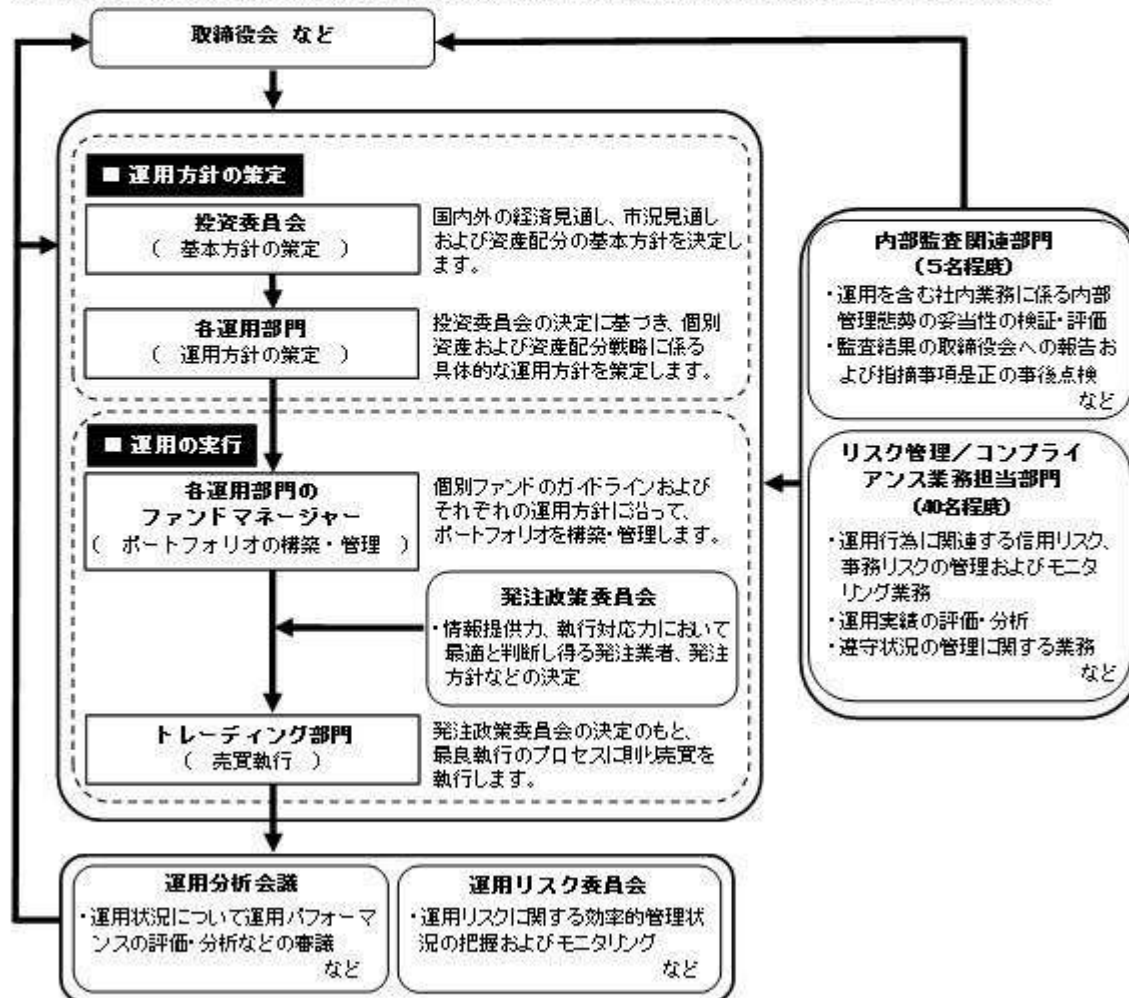 取締役会 など
■ 運用方針の策定
投資委員会
( 基本方針の策定 )
国内外の経済見通し、市況見通し
および資産配分の基本方針を決定し
ます。
各運用部門
( 運用方針の策定 )
投資委員会の決定に基づき、個別
資産および資産配分戦略に係る
具体的な運用方針を策定します。
■ 運用の実行
各運用部門の
ファンドマネージャー
( ポートフォリオの構築・管理 )
個別ファンドのガイドラインおよび
それぞれの運用方針に沿って、
ポートフォリオを構築・管理します。
発注政策委員会
・情報提供力、執行対応力において
最適と判断し得る発注業者、発注
方針などの決定
トレーディング部門
( 売買執行 )
発注政策委員会の決定のもと、
最良執行のプロセスに則り売買を
執行します。
運用分析会議
・運用状況について運用パフォーマ
ンスの評価・分析などの審議
など
運用リスク委員会
・運用リスクに関する効率的管理状
況の把握およびモニタリング
など
内部監査関連部門
(5名程度)
・運用を含む社内業務に係る内部
管理態勢の妥当性の検証・評価
・監査結果の取締役会への報告お
よび指摘事項是正の事後点検
など
リスク管理/コンプライ
アンス業務担当部門
(40名程度)
・運用行為に関連する信用リスク、
事務リスクの管理およびモニタ
リング業務
・運用実績の評価・分析
・遵守状況の管理に関する業務
など